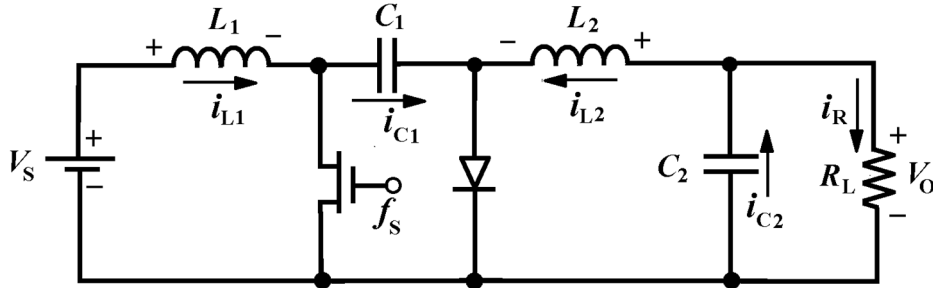 + L1 - C1 - L2 +
iL1 iC1 iL2 iR
+ +
VS C2 RL VO
- fS iC2 -